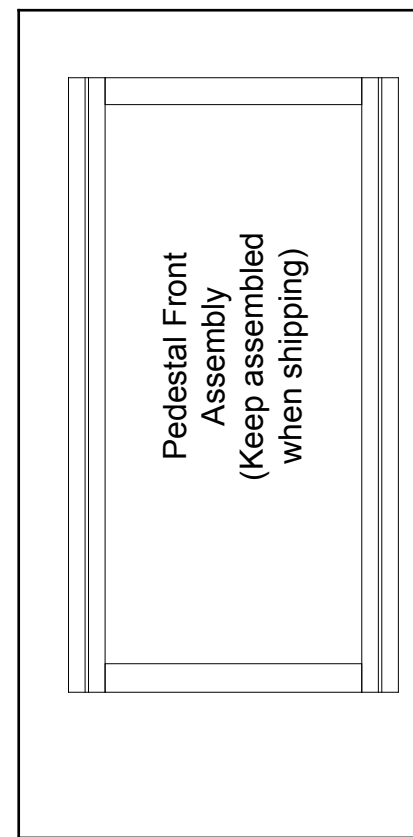 Pedestal Front
Assembly
(Keep assembled
when shipping)